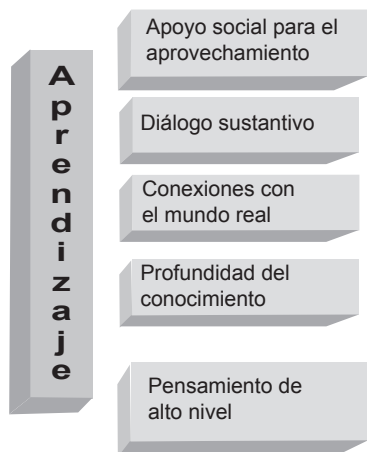 Aprendizaje
Apoyo social para el
aprovechamiento
Diálogo sustantivo
Conexiones con
el mundo real
Profundidad del
conocimiento
Pensamiento de
alto nivel